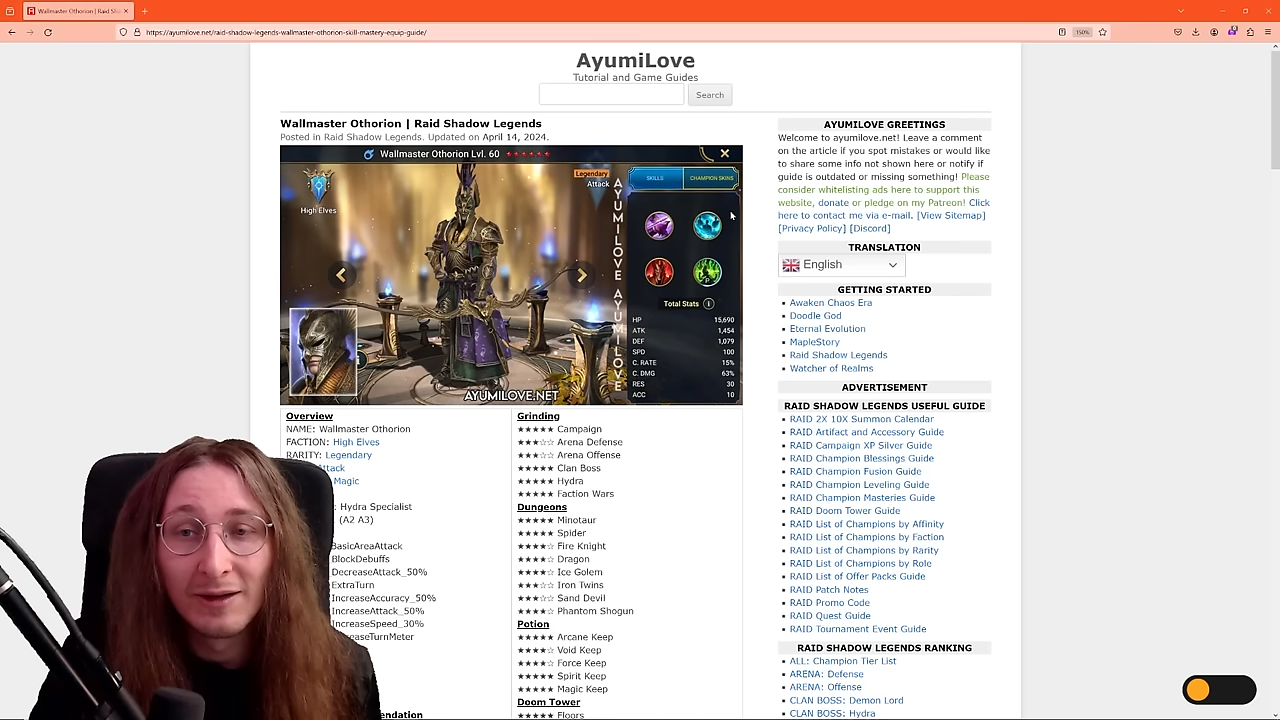 Wallmaster Othorion | Raid Sha
https://ayumilove.net/raid-shadow-legends-wallmaster-othorion-skill-mastery-equip-guide/
150%
AyumiLove
Tutorial and Game Guides
Search
Wallmaster Othorion | Raid Shadow Legends
Posted in Raid Shadow Legends. Updated on April 14, 2024.
Wallmaster Othorion Lvl. 60
High Elves
Legendary
Attack
AYUMILOVE AYUMILOVE
SKILLS
CHAMPION SKINS
Total Stats
HP 15,690
ATK 1,454
DEF 1,079
SPD 100
C. RATE 15%
C. DMG 63%
RES 30
ACC 10
AYUMILOVE.NET
Overview
NAME: Wallmaster Othorion
FACTION: High Elves
RARITY: Legendary
Attack
Magic
: Hydra Specialist
(A2 A3)
BasicAreaAttack
BlockDebuffs
DecreaseAttack_50%
ExtraTurn
IncreaseAccuracy_50%
IncreaseAttack_50%
IncreaseSpeed_30%
creaseTurnMeter
endation
Grinding
★★★★★ Campaign
★★★☆☆ Arena Defense
★★★☆☆ Arena Offense
★★★★★ Clan Boss
★★★★★ Hydra
★★★★★ Faction Wars
Dungeons
★★★★★ Minotaur
★★★★★ Spider
★★★★☆ Fire Knight
★★★★☆ Dragon
★★★★☆ Ice Golem
★★★☆☆ Iron Twins
★★★☆☆ Sand Devil
★★★★☆ Phantom Shogun
Potion
★★★★★ Arcane Keep
★★★★☆ Void Keep
★★★★☆ Force Keep
★★★★★ Spirit Keep
★★★★★ Magic Keep
Doom Tower
★★★★★ Floors
AYUMILOVE GREETINGS
Welcome to ayumilove.net! Leave a comment
on the article if you spot mistakes or would like
to share some info not shown here or notify if
guide is outdated or missing something! Please
consider whitelisting ads here to support this
website, donate or pledge on my Patreon! Click
here to contact me via e-mail. [View Sitemap]
[Privacy Policy] [Discord]
TRANSLATION
English
GETTING STARTED
Awaken Chaos Era
Doodle God
Eternal Evolution
MapleStory
Raid Shadow Legends
Watcher of Realms
ADVERTISEMENT
RAID SHADOW LEGENDS USEFUL GUIDE
RAID 2X 10X Summon Calendar
RAID Artifact and Accessory Guide
RAID Campaign XP Silver Guide
RAID Champion Blessings Guide
RAID Champion Fusion Guide
RAID Champion Leveling Guide
RAID Champion Masteries Guide
RAID Doom Tower Guide
RAID List of Champions by Affinity
RAID List of Champions by Faction
RAID List of Champions by Rarity
RAID List of Champions by Role
RAID List of Offer Packs Guide
RAID Patch Notes
RAID Promo Code
RAID Quest Guide
RAID Tournament Event Guide
RAID SHADOW LEGENDS RANKING
ALL: Champion Tier List
ARENA: Defense
ARENA: Offense
CLAN BOSS: Demon Lord
CLAN BOSS: Hydra